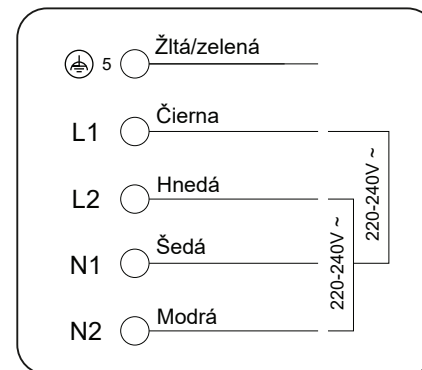 5 Žltá/zelená
L1 Čierna
L2 Hnedá
N1 Šedá
N2 Modrá
220-240V ~
220-240V ~